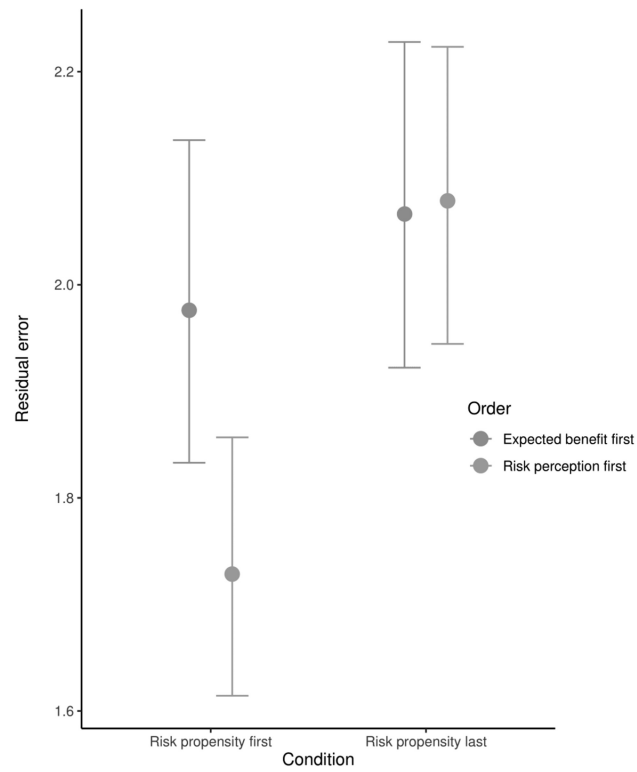 2.2
2.0
1.8
1.6
Residual error
Order
Expected benefit first
Risk perception first
Risk propensity first
Risk propensity last
Condition